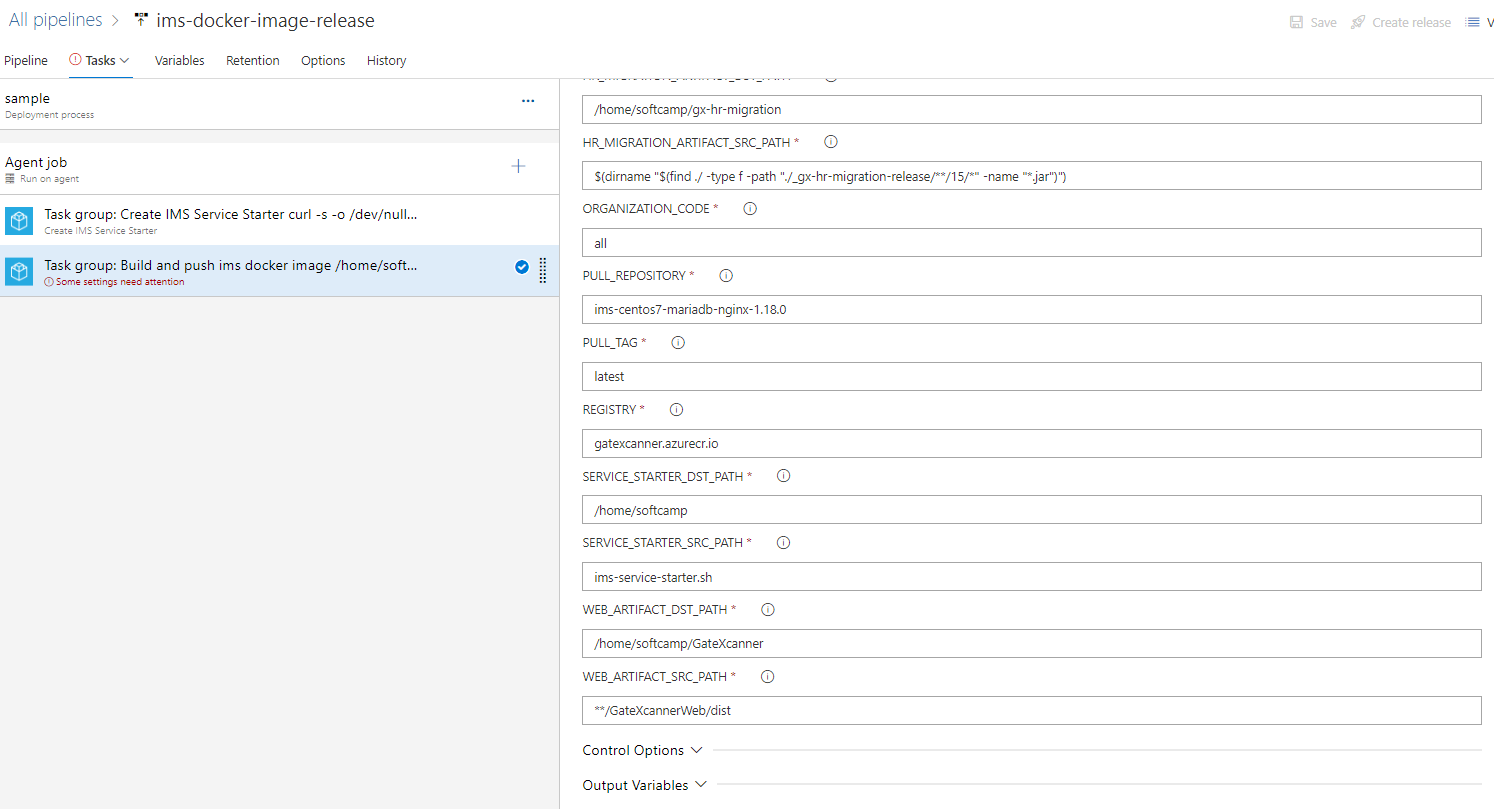 All pipelines > ims-docker-image-release
Save Create release
Pipeline Tasks Variables Retention Options History
sample
Deployment process
Agent job
Run on agent
Task group: Create IMS Service Starter curl -s -o /dev/null...
Create IMS Service Starter
Task group: Build and push ims docker image /home/soft...
Some settings need attention
/home/softcamp/gx-hr-migration
HR_MIGRATION_ARTIFACT_SRC_PATH *
$(dirname "$(find ./ -type f -path "./_gx-hr-migration-release/**/15/*" -name "*.jar")")
ORGANIZATION_CODE *
all
PULL_REPOSITORY *
ims-centos7-mariadb-nginx-1.18.0
PULL_TAG *
latest
REGISTRY *
gatexcanner.azurecr.io
SERVICE_STARTER_DST_PATH *
/home/softcamp
SERVICE_STARTER_SRC_PATH *
ims-service-starter.sh
WEB_ARTIFACT_DST_PATH *
/home/softcamp/GateXcanner
WEB_ARTIFACT_SRC_PATH *
**/GateXcannerWeb/dist
Control Options
Output Variables